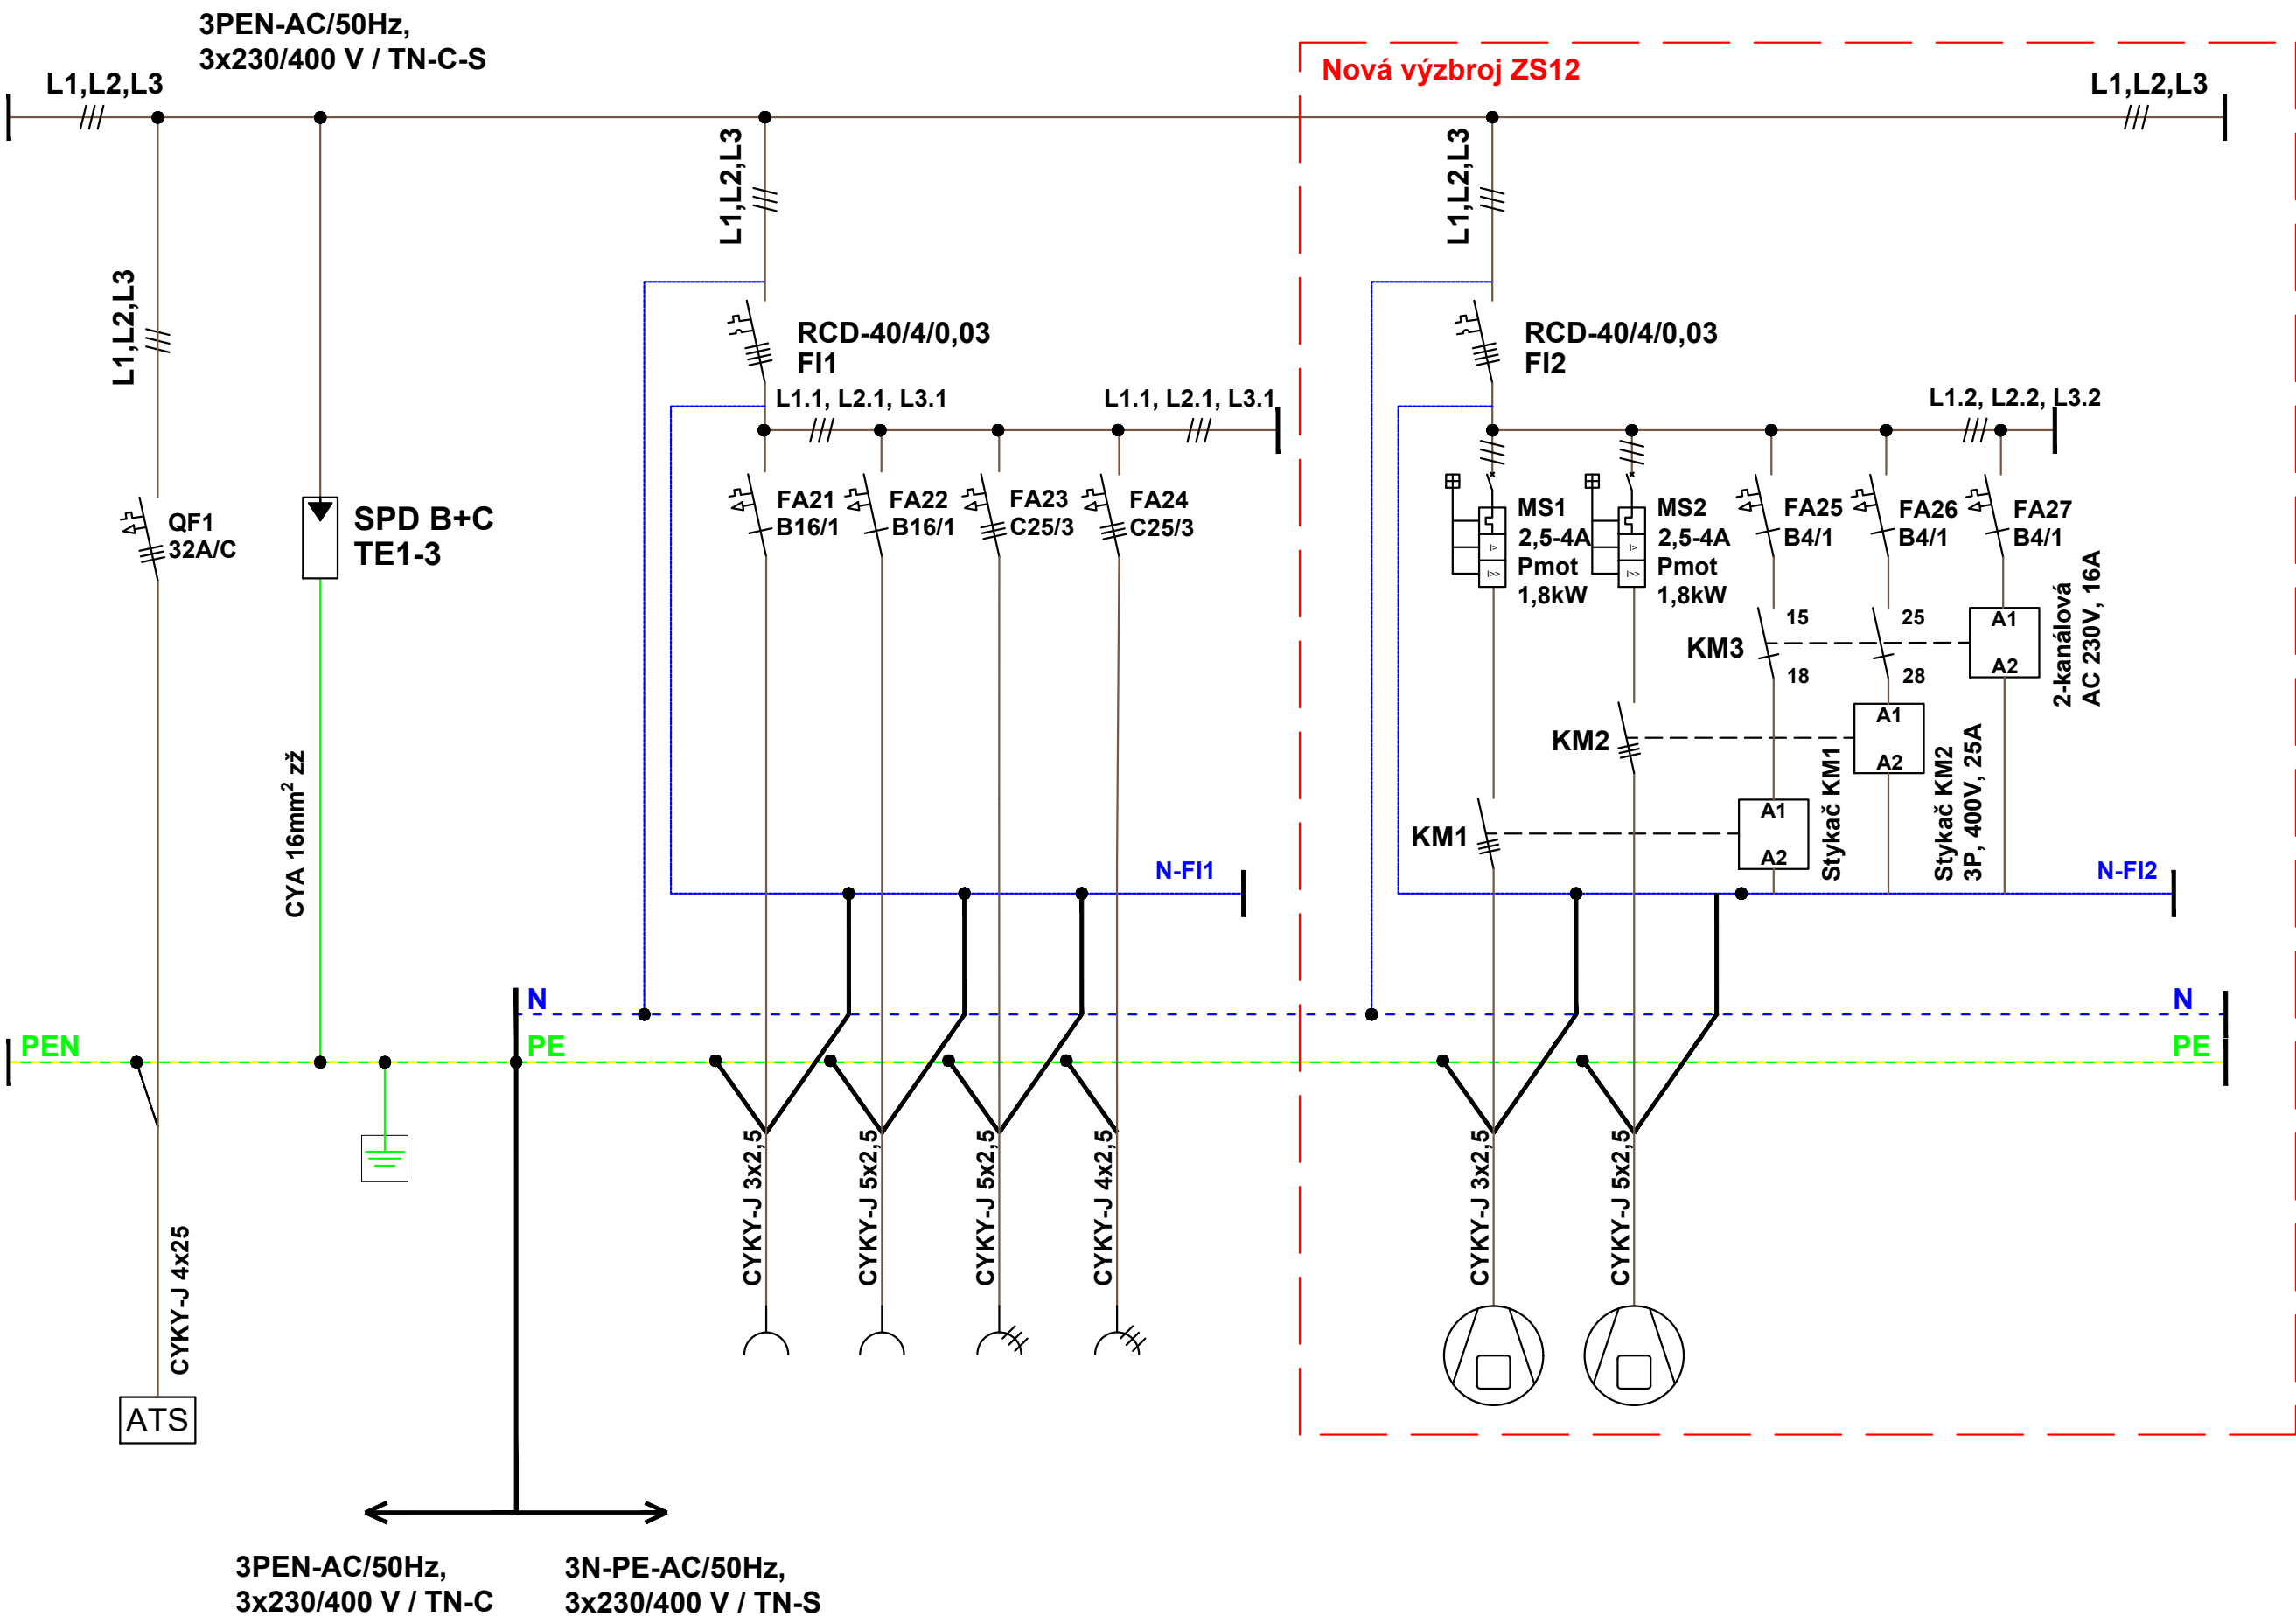 3PEN-AC/50Hz,
3x230/400 V / TN-C-S
L1,L2,L3
Nová výzbroj ZS12
L1,L2,L3
L1,L2,L3
L1,L2,L3
L1,L2,L3
RCD-40/4/0,03
FI1
RCD-40/4/0,03
FI2
L1.1, L2.1, L3.1
L1.1, L2.1, L3.1
L1.2, L2.2, L3.2
QF1
32A/C
SPD B+C
TE1-3
FA21
B16/1
FA22
B16/1
FA23
C25/3
FA24
C25/3
MS1
2,5-4A
Pmot
1,8kW
I>
I>>
MS2
2,5-4A
Pmot
1,8kW
I>
I>>
FA25
B4/1
FA26
B4/1
FA27
B4/1
KM3
15
18
25
28
A1
A2
2-kanálová
AC 230V, 16A
KM2
A1
A2
Stykač KM2
3P, 400V, 25A
KM1
A1
A2
Stykač KM1
CYA 16mm² zž
N-FI1
N-FI2
N
N
PEN
PE
PE
CYKY-J 4x25
CYKY-J 3x2,5
CYKY-J 5x2,5
CYKY-J 5x2,5
CYKY-J 4x2,5
CYKY-J 3x2,5
CYKY-J 5x2,5
ATS
3PEN-AC/50Hz,
3x230/400 V / TN-C
3N-PE-AC/50Hz,
3x230/400 V / TN-S